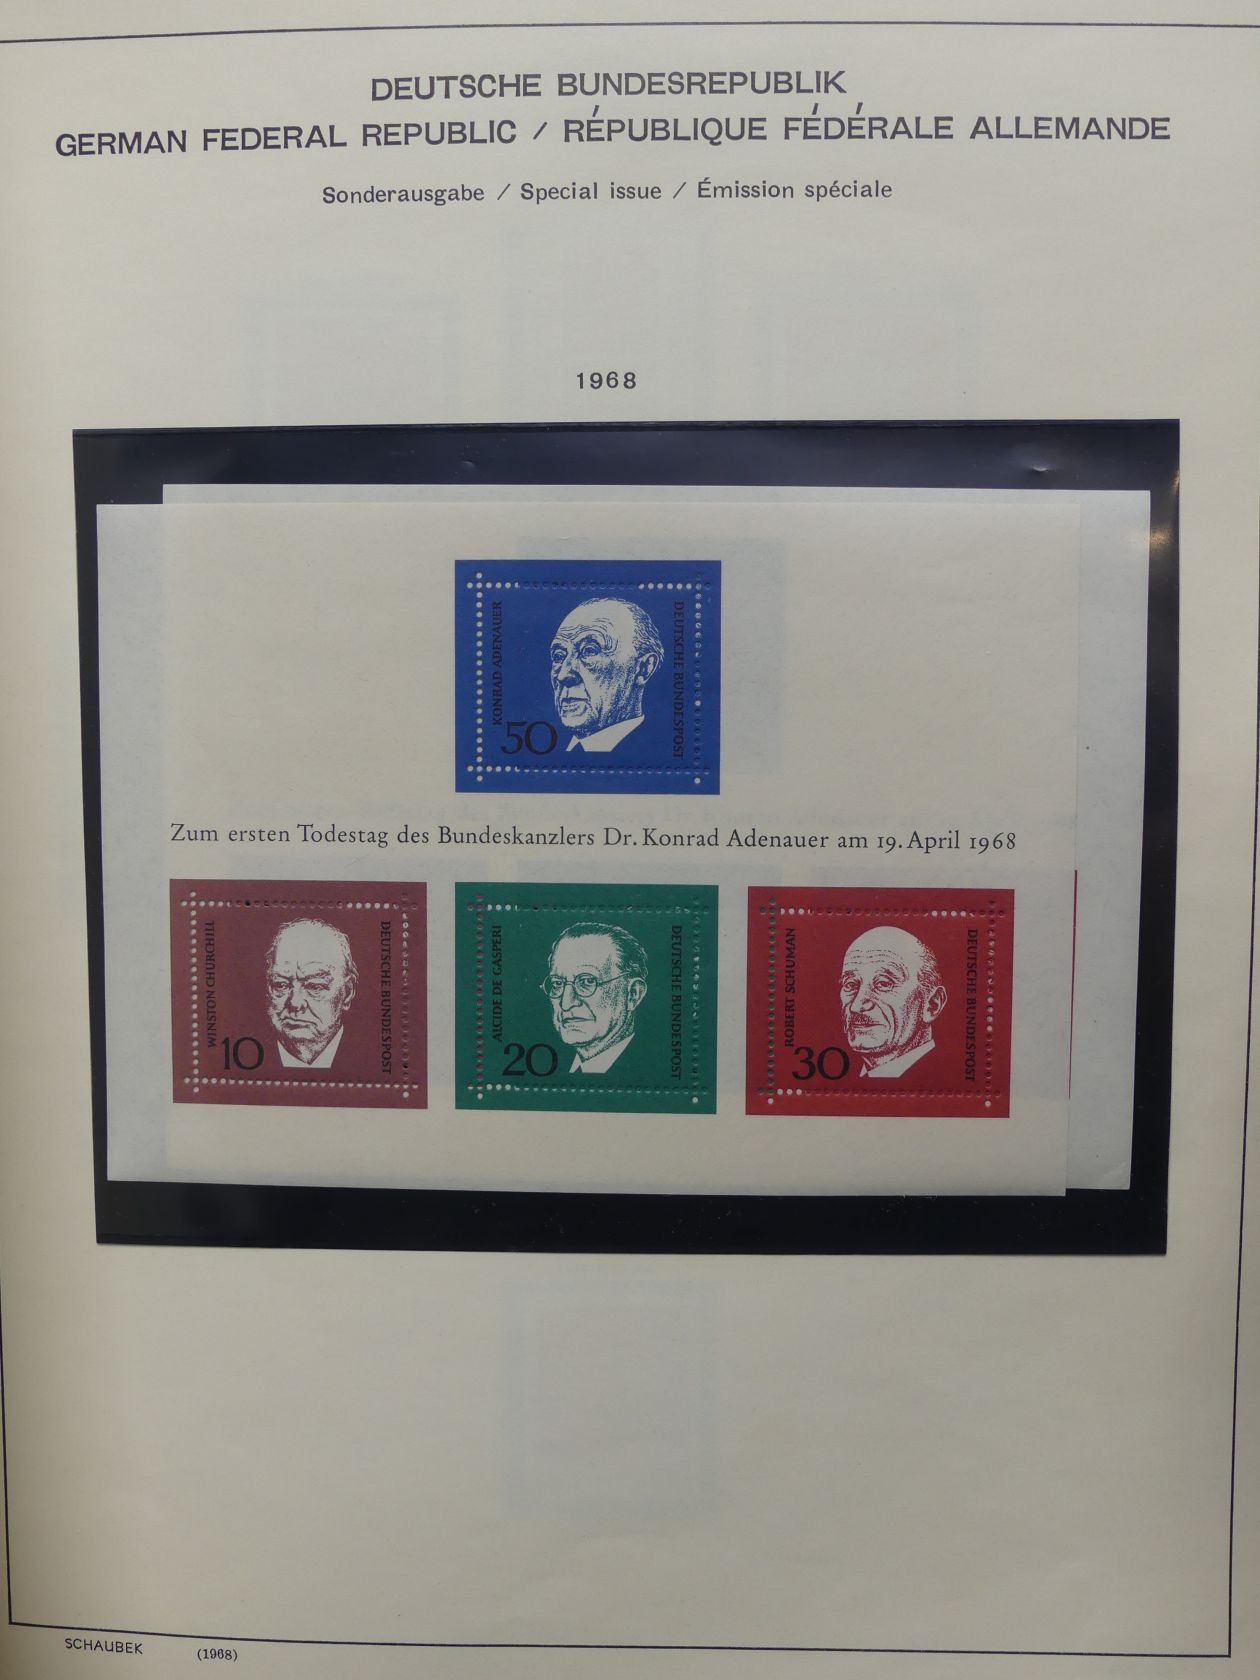 DEUTSCHE BUNDESREPUBLIK
GERMAN FEDERAL REPUBLIC / RÉPUBLIQUE FÉDÉRALE ALLEMANDE
Sonderausgabe / Special issue / Émission spéciale
1968
KONRAD ADENAUER
50
DEUTSCHE BUNDESPOST
Zum ersten Todestag des Bundeskanzlers Dr. Konrad Adenauer am 19. April 1968
WINSTON CHURCHILL
10
DEUTSCHE BUNDESPOST
ALCIDE DE GASPERI
20
DEUTSCHE BUNDESPOST
ROBERT SCHUMAN
30
DEUTSCHE BUNDESPOST
SCHAUBEK (1968)